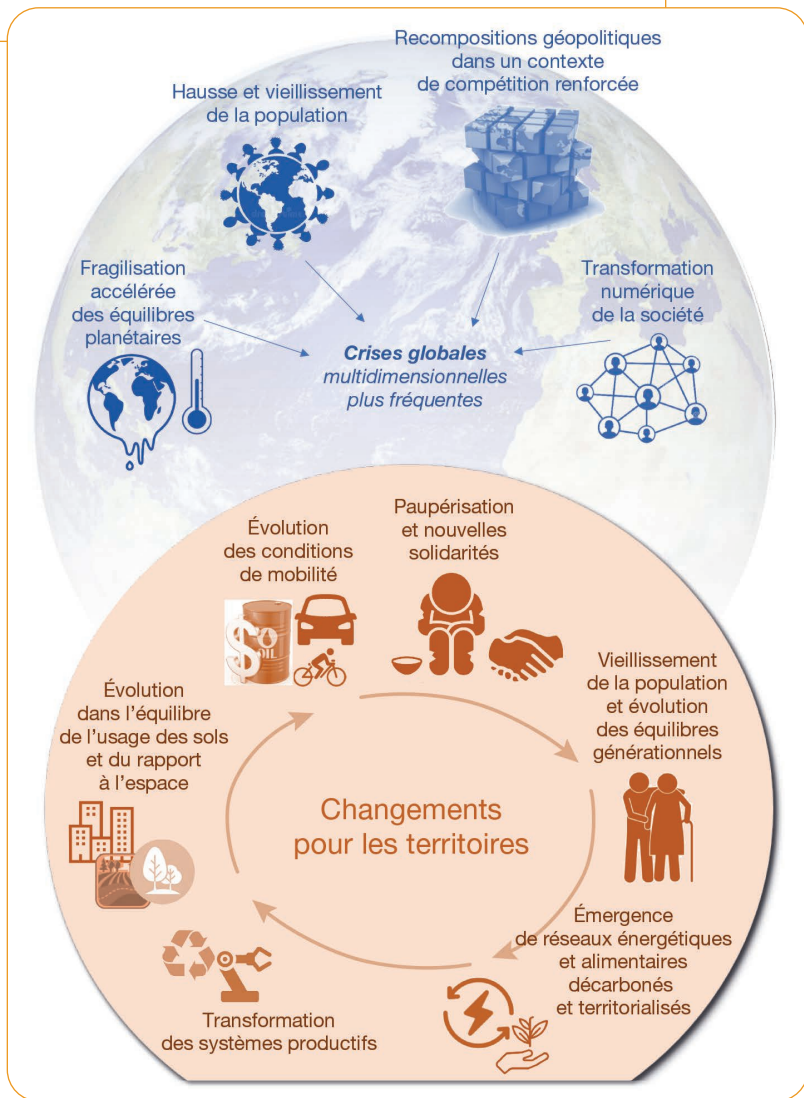 Recompositions géopolitiques
dans un contexte
de compétition renforcée
Hausse et vieillissement
de la population
Fragilisation
accélérée
des équilibres
planétaires
Transformation
numérique
de la société
Crises globales
multidimensionnelles
plus fréquentes
Paupérisation
et nouvelles
solidarités
Évolution
des conditions
de mobilité
OIL
Vieillissement
de la population
et évolution
des équilibres
générationnels
Évolution
dans l'équilibre
de l'usage des sols
et du rapport
à l'espace
Changements
pour les territoires
Émergence
de réseaux énergétiques
et alimentaires
décarbonés
et territorialisés
Transformation
des systèmes productifs